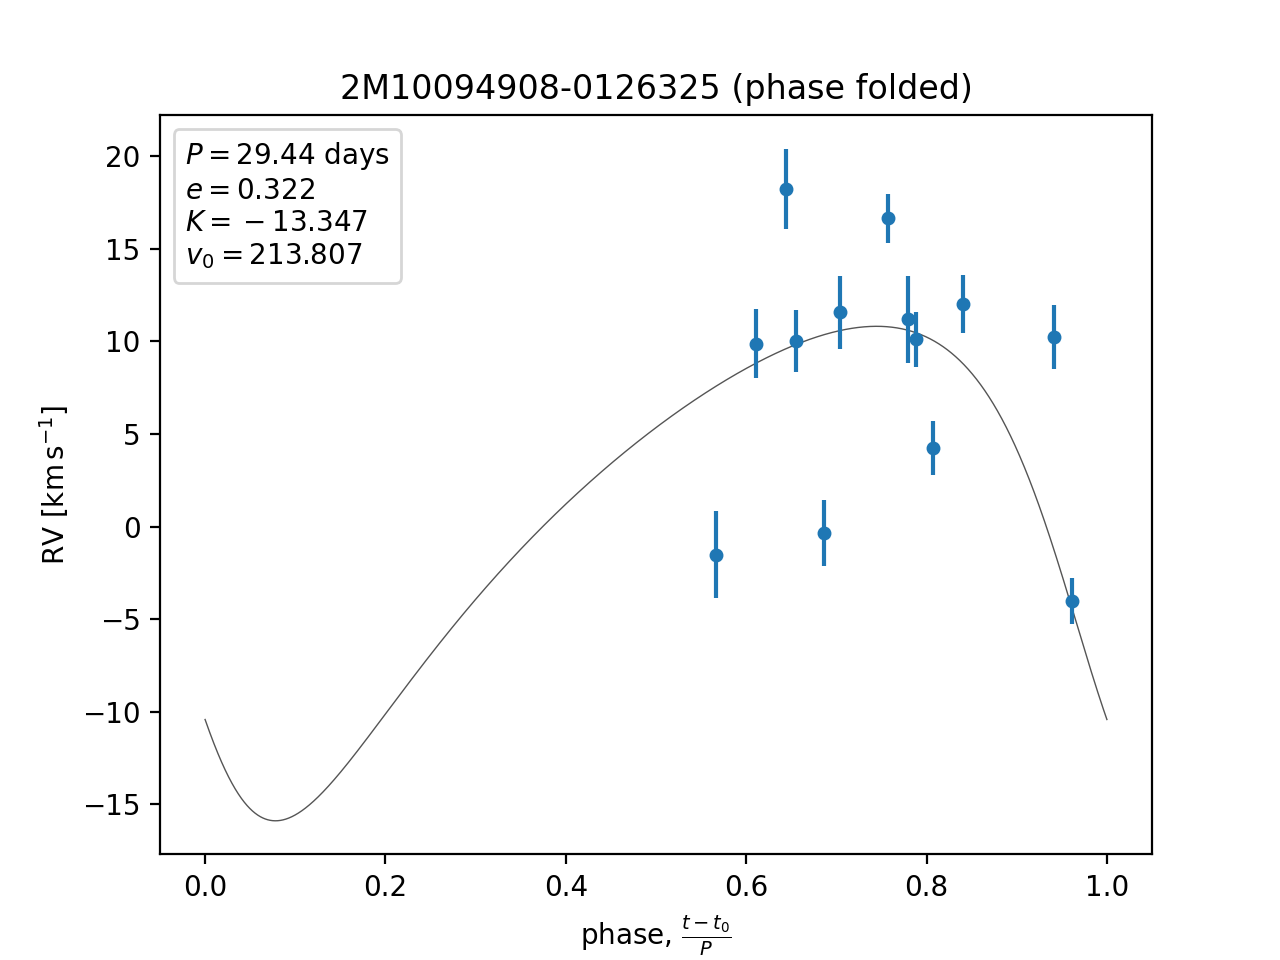 2M10094908-0126325 (phase folded)
P = 29.44 days
e = 0.322
K = −13.347
v₀ = 213.807
20
15
10
5
0
−5
−10
−15
RV [km s⁻¹]
0.0 0.2 0.4 0.6 0.8 1.0
phase, (t − t₀)/P